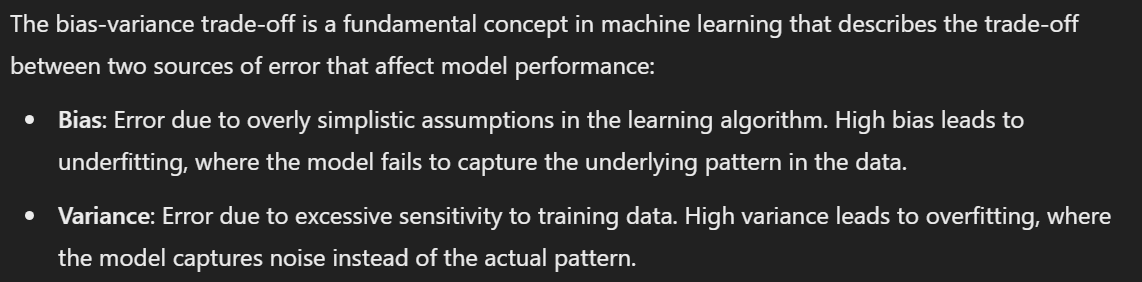 The bias-variance trade-off is a fundamental concept in machine learning that describes the trade-off
between two sources of error that affect model performance:
• Bias: Error due to overly simplistic assumptions in the learning algorithm. High bias leads to
underfitting, where the model fails to capture the underlying pattern in the data.
• Variance: Error due to excessive sensitivity to training data. High variance leads to overfitting, where
the model captures noise instead of the actual pattern.